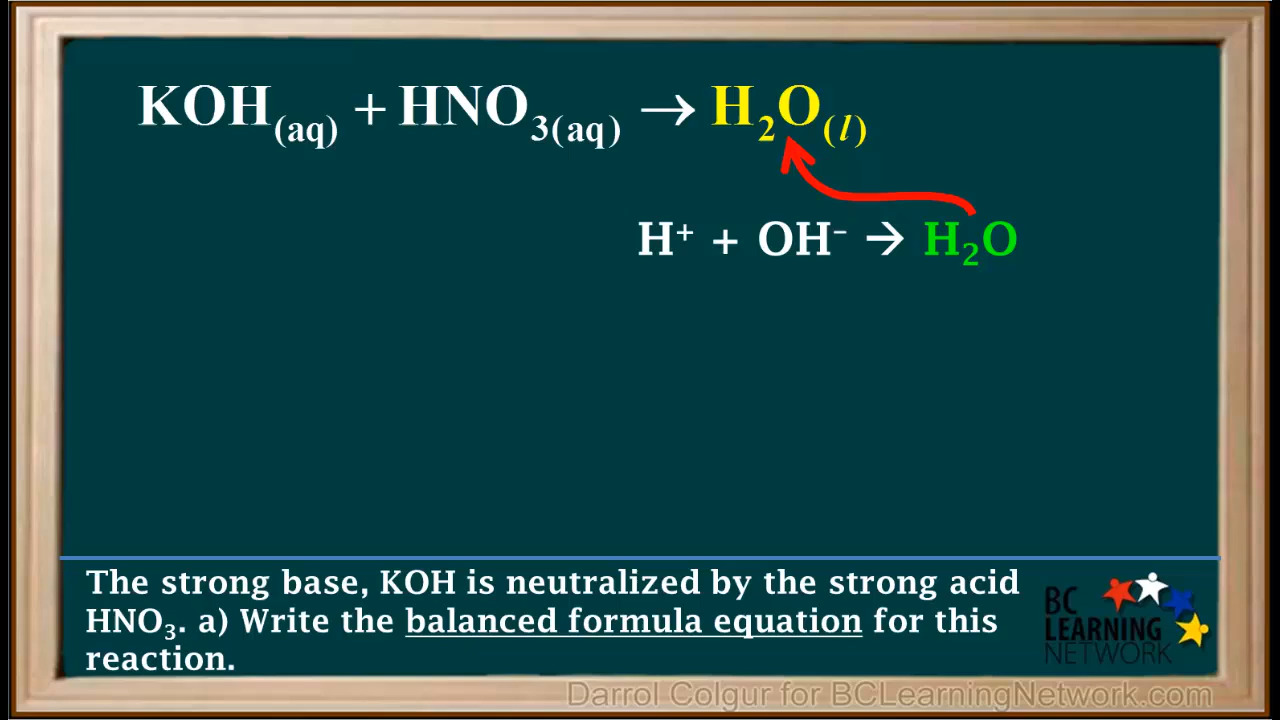 KOH(aq) + HNO₃(aq) → H₂O(l)
H⁺ + OH⁻ → H₂O
The strong base, KOH is neutralized by the strong acid
HNO₃. a) Write the balanced formula equation for this
reaction.
BC
LEARNING
NETWORK
Darrol Colgur for BCLearningNetwork.com